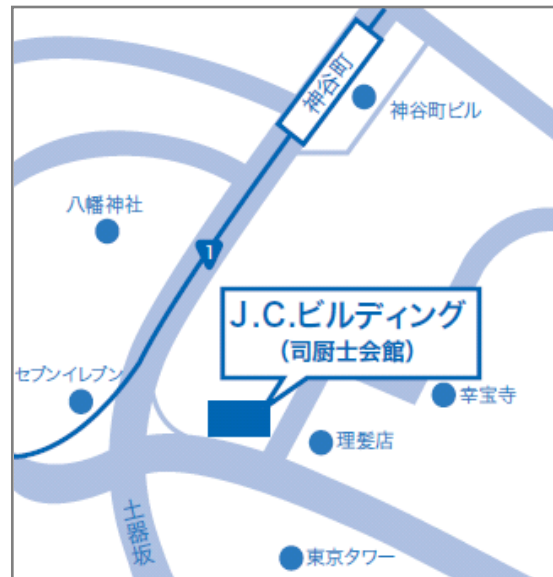 神谷町
神谷町ビル
八幡神社
1
J.C.ビルディング
(司厨士会館)
セブンイレブン
幸宝寺
理髪店
土器坂
東京タワー